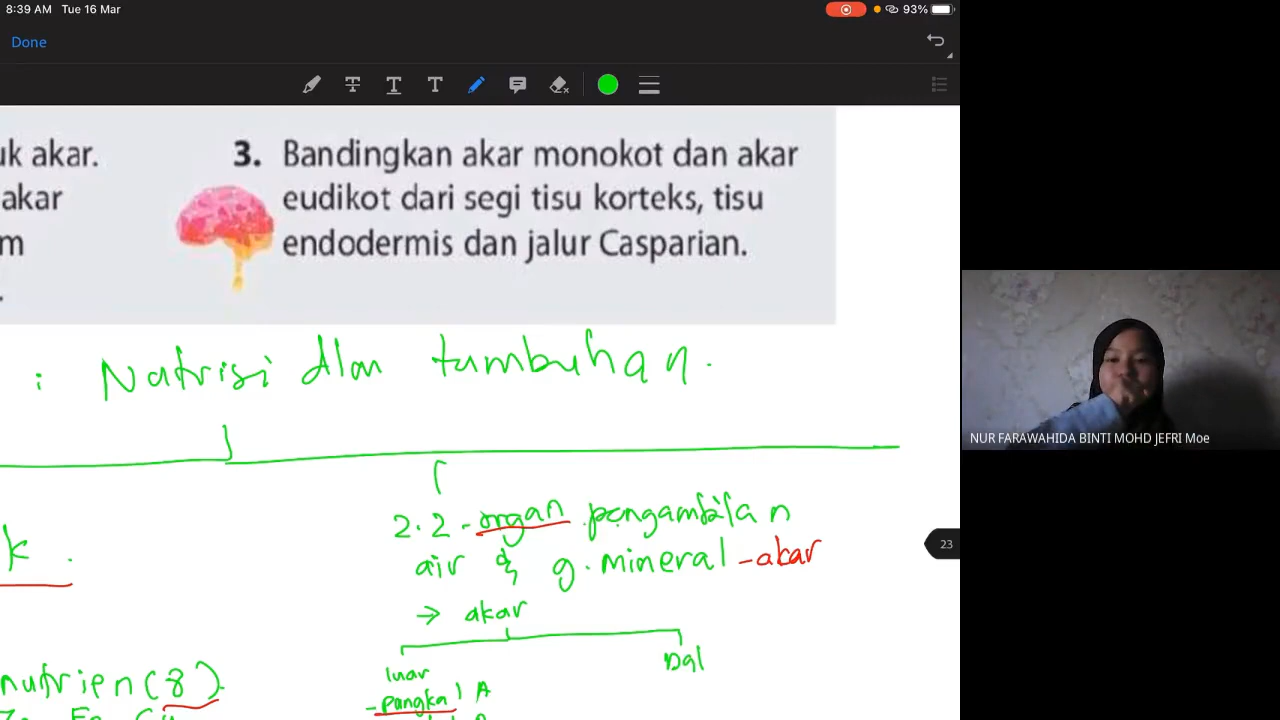 8:39 AM Tue 16 Mar
93%
Done
uk akar.
akar
m
3. Bandingkan akar monokot dan akar
eudikot dari segi tisu korteks, tisu
endodermis dan jalur Casparian.
: Nutrisi dlm tumbuhan.
2.2 - organ pengambilan
air & g. mineral - akar
k.
→ akar
luar
Dal
- pangkal A
nutrien (8).
23
NUR FARAWAHIDA BINTI MOHD JEFRI Moe